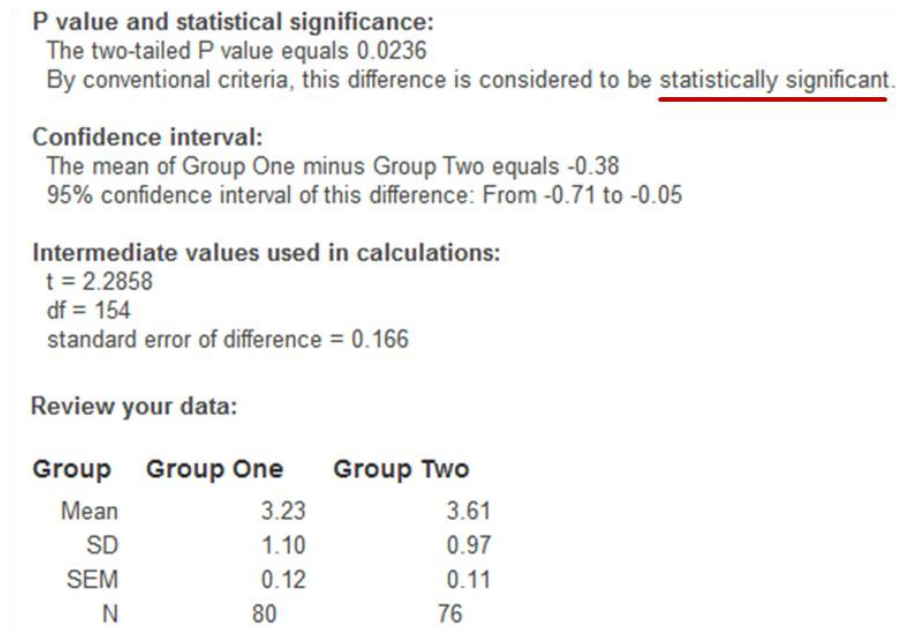 P value and statistical significance:
The two-tailed P value equals 0.0236
By conventional criteria, this difference is considered to be statistically significant.
Confidence interval:
The mean of Group One minus Group Two equals -0.38
95% confidence interval of this difference: From -0.71 to -0.05
Intermediate values used in calculations:
t = 2.2858
df = 154
standard error of difference = 0.166
Review your data:
Group Group One Group Two
Mean 3.23 3.61
SD 1.10 0.97
SEM 0.12 0.11
N 80 76